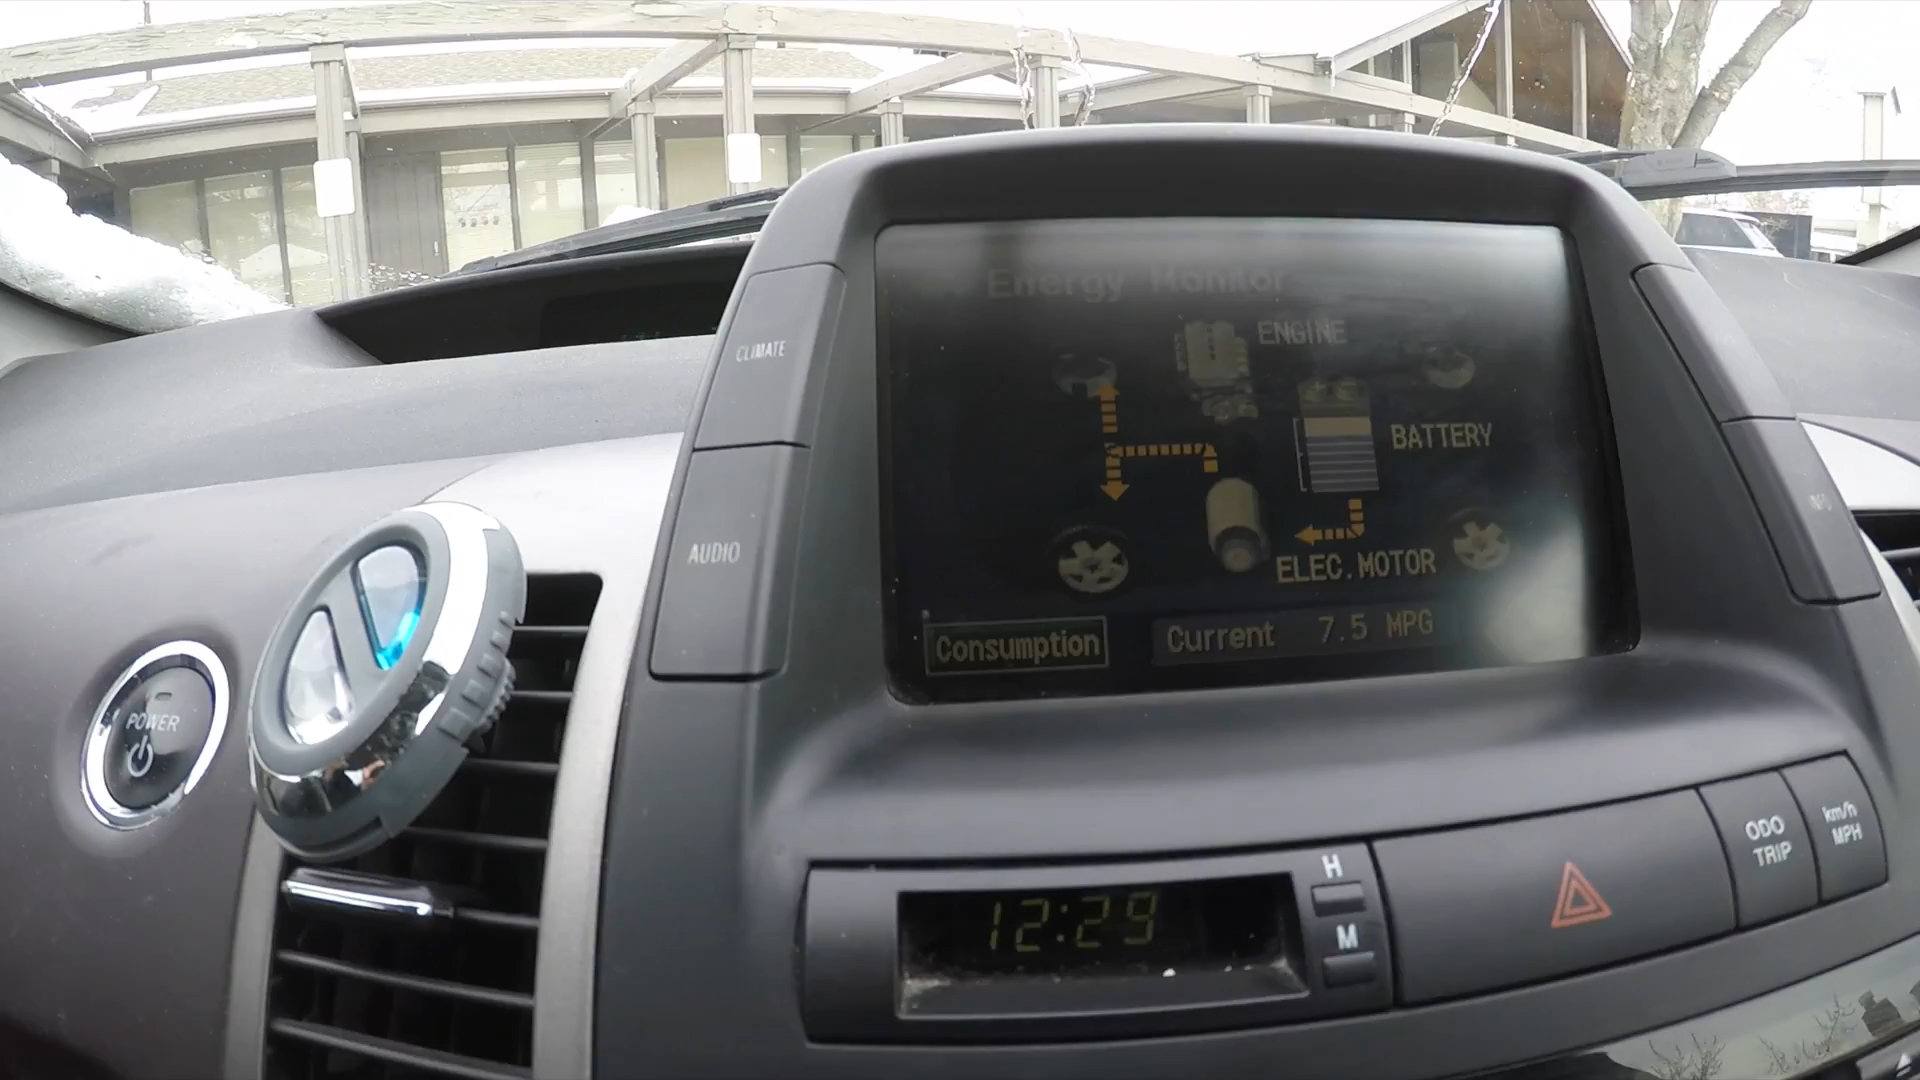 Energy Monitor
ENGINE
BATTERY
ELEC.MOTOR
Consumption
Current 7.5 MPG
CLIMATE
AUDIO
INFO
POWER
12:29
H
M
ODO
TRIP
km/h
MPH